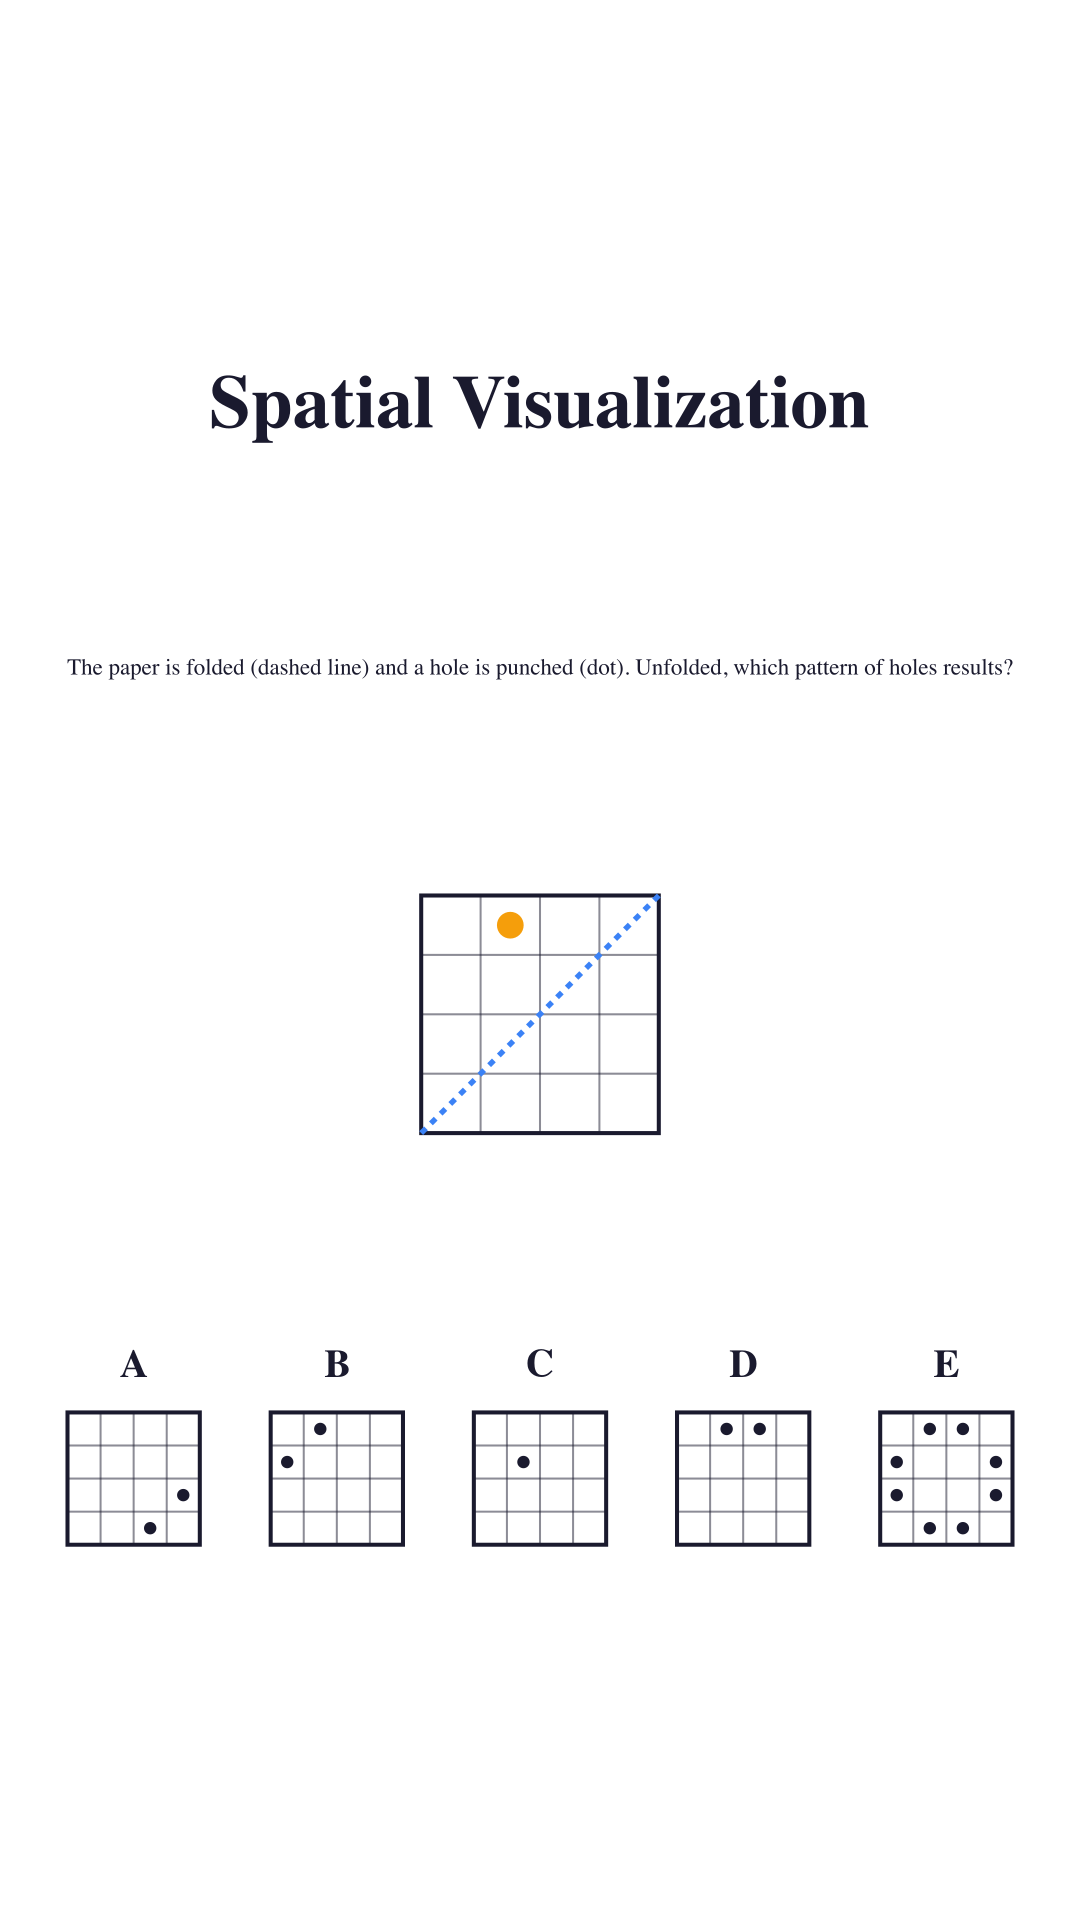 Spatial Visualization
The paper is folded (dashed line) and a hole is punched (dot). Unfolded, which pattern of holes results?
A B C D E